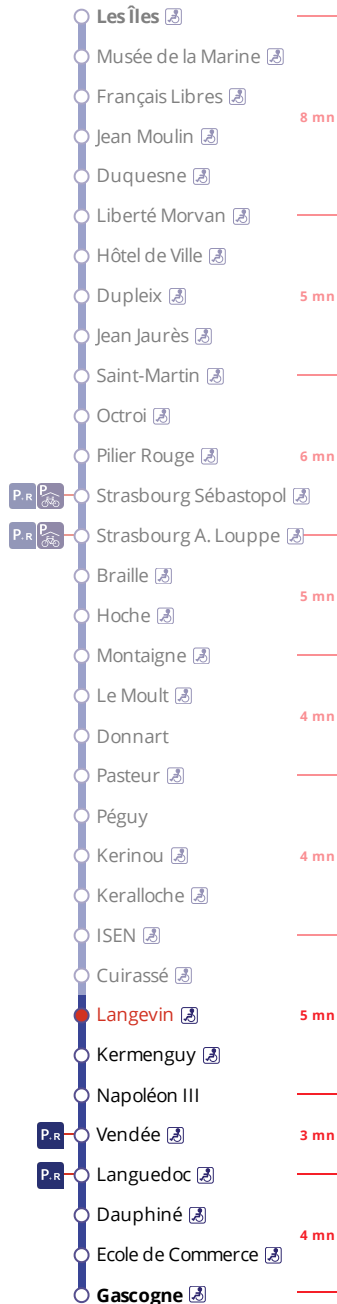 Les Îles
Musée de la Marine
Français Libres
8 mn
Jean Moulin
Duquesne
Liberté Morvan
Hôtel de Ville
Dupleix
5 mn
Jean Jaurès
Saint-Martin
Octroi
Pilier Rouge
6 mn
P+R P Strasbourg Sébastopol
P+R P Strasbourg A. Louppe
Braille
5 mn
Hoche
Montaigne
Le Moult
4 mn
Donnart
Pasteur
Péguy
Kerinou
4 mn
Keralloche
ISEN
Cuirassé
Langevin
5 mn
Kermenguy
Napoléon III
P+R Vendée
3 mn
P+R Languedoc
Dauphiné
4 mn
Ecole de Commerce
Gascogne